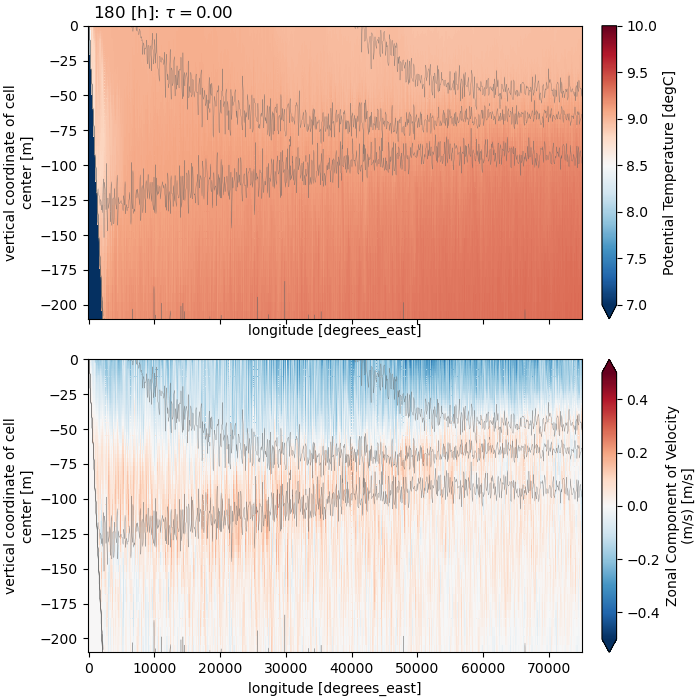 180 [h]: τ = 0.00
0
−25
−50
−75
−100
−125
−150
−175
−200
vertical coordinate of cell
center [m]
longitude [degrees_east]
10.0
9.5
9.0
8.5
8.0
7.5
7.0
Potential Temperature [degC]
0
−25
−50
−75
−100
−125
−150
−175
−200
vertical coordinate of cell
center [m]
0 10000 20000 30000 40000 50000 60000 70000
longitude [degrees_east]
0.4
0.2
0.0
−0.2
−0.4
Zonal Component of Velocity
(m/s) [m/s]